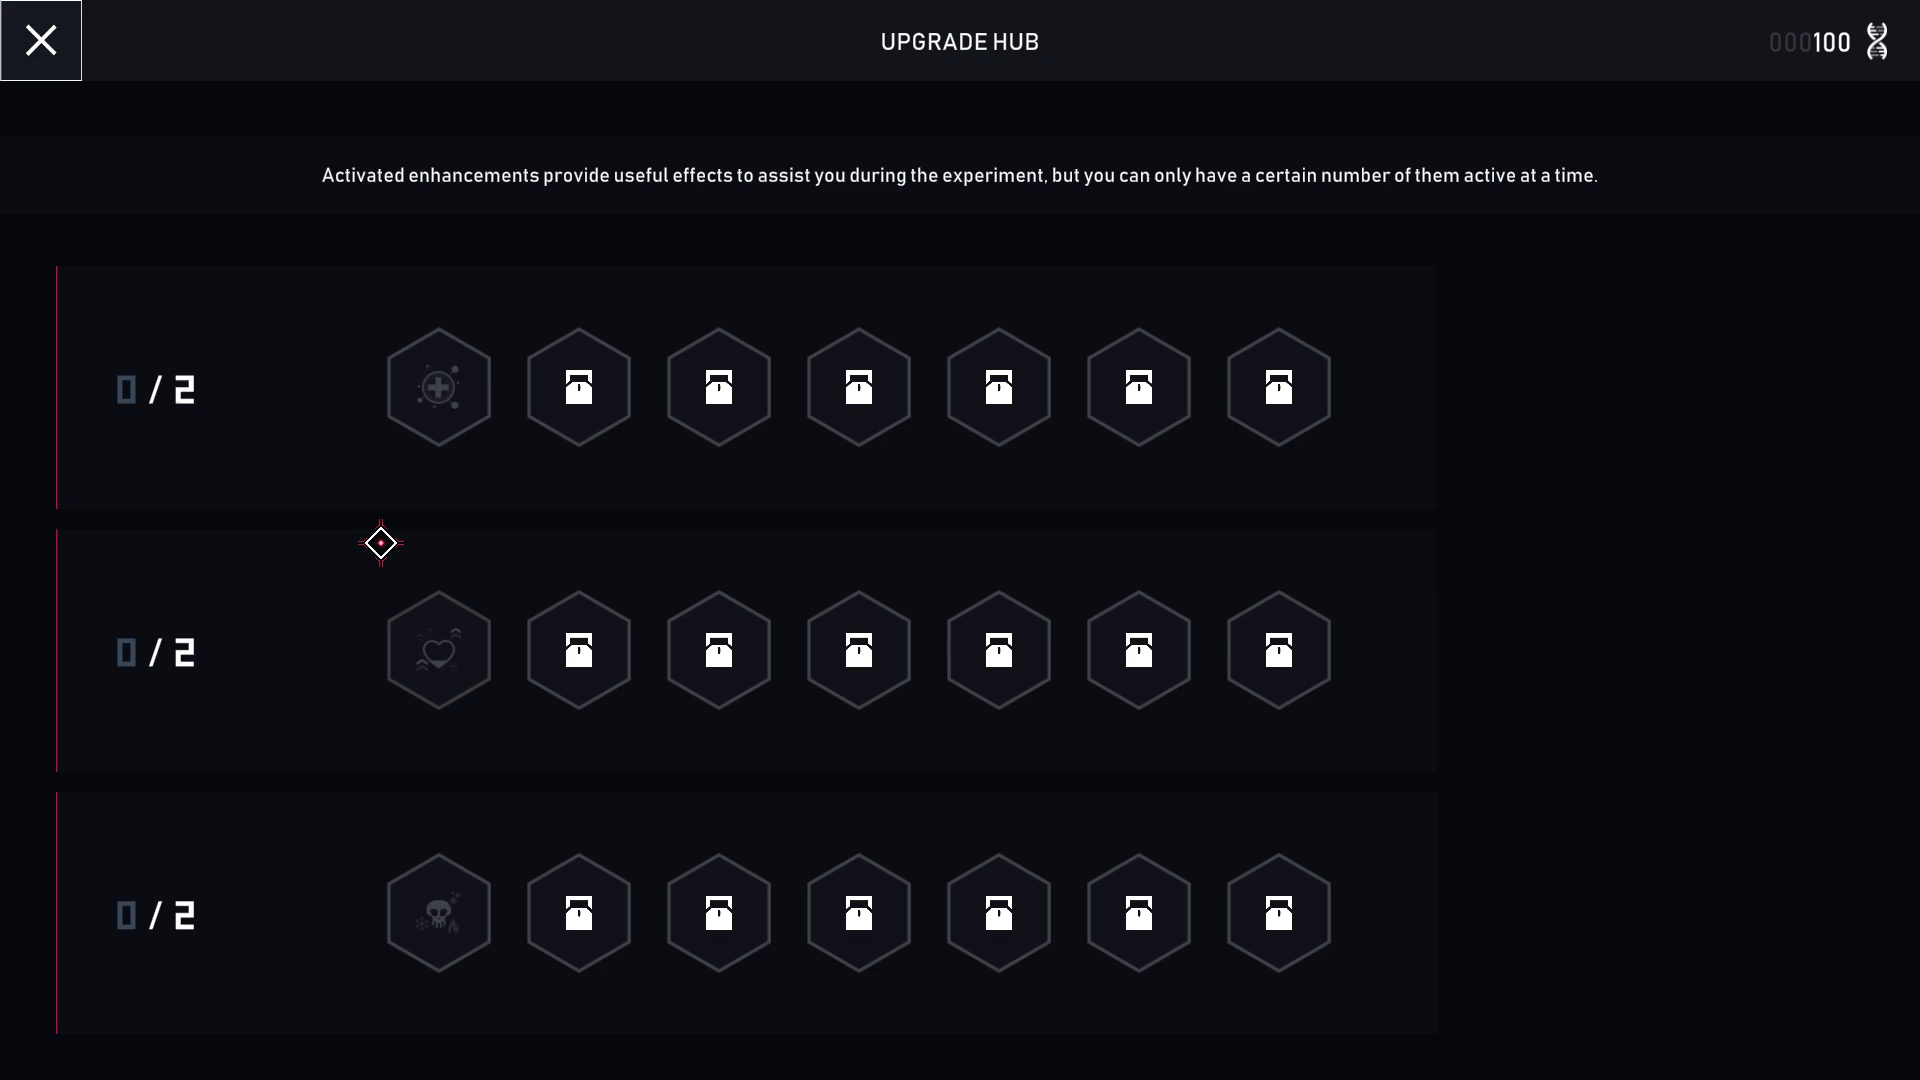 UPGRADE HUB
000100
Activated enhancements provide useful effects to assist you during the experiment, but you can only have a certain number of them active at a time.
0 / 2
0 / 2
0 / 2